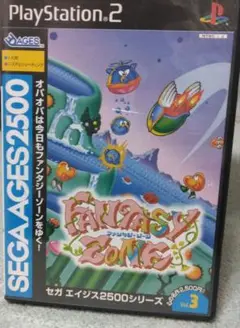 PlayStation.2
AGES
SEGA AGES 2500
オパオパは今日もファンタジーゾーンをゆく!
FANTASY
ZONE
ファンタジーゾーン
セガ エイジス2500シリーズ
Vol.3